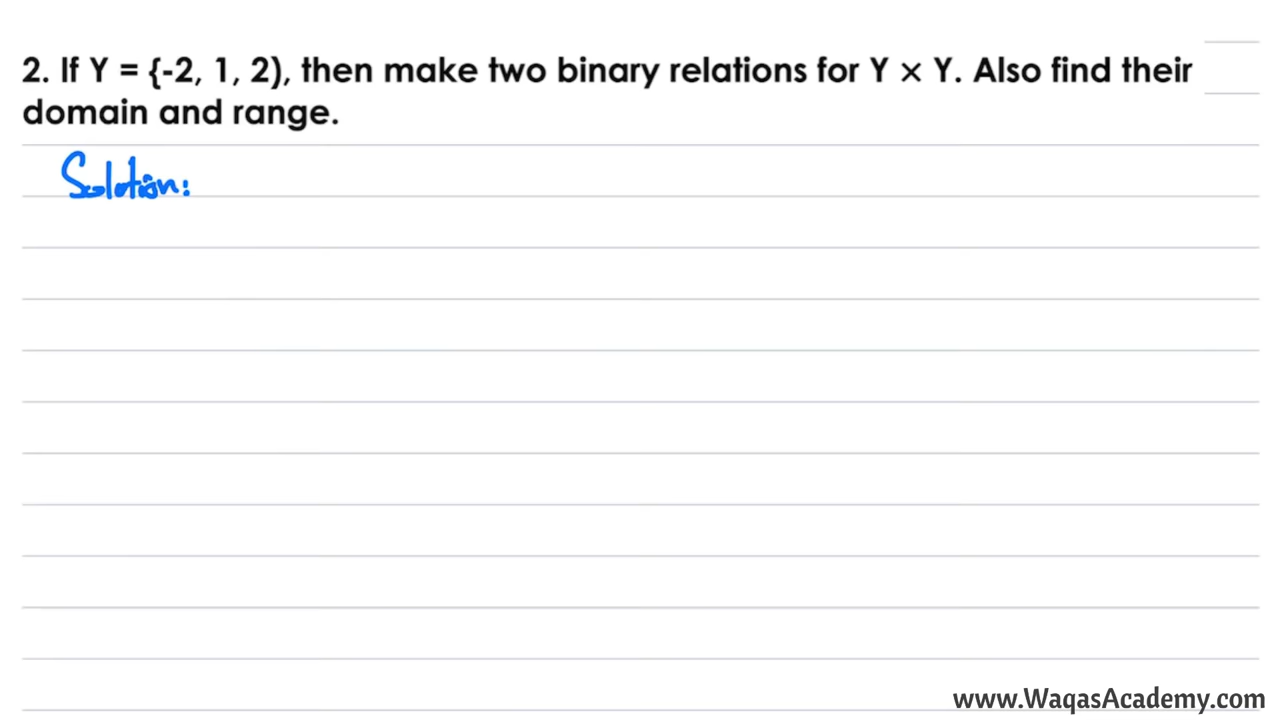 2. If Y = {-2, 1, 2), then make two binary relations for Y × Y. Also find their
domain and range.
Solution:
www.WaqasAcademy.com